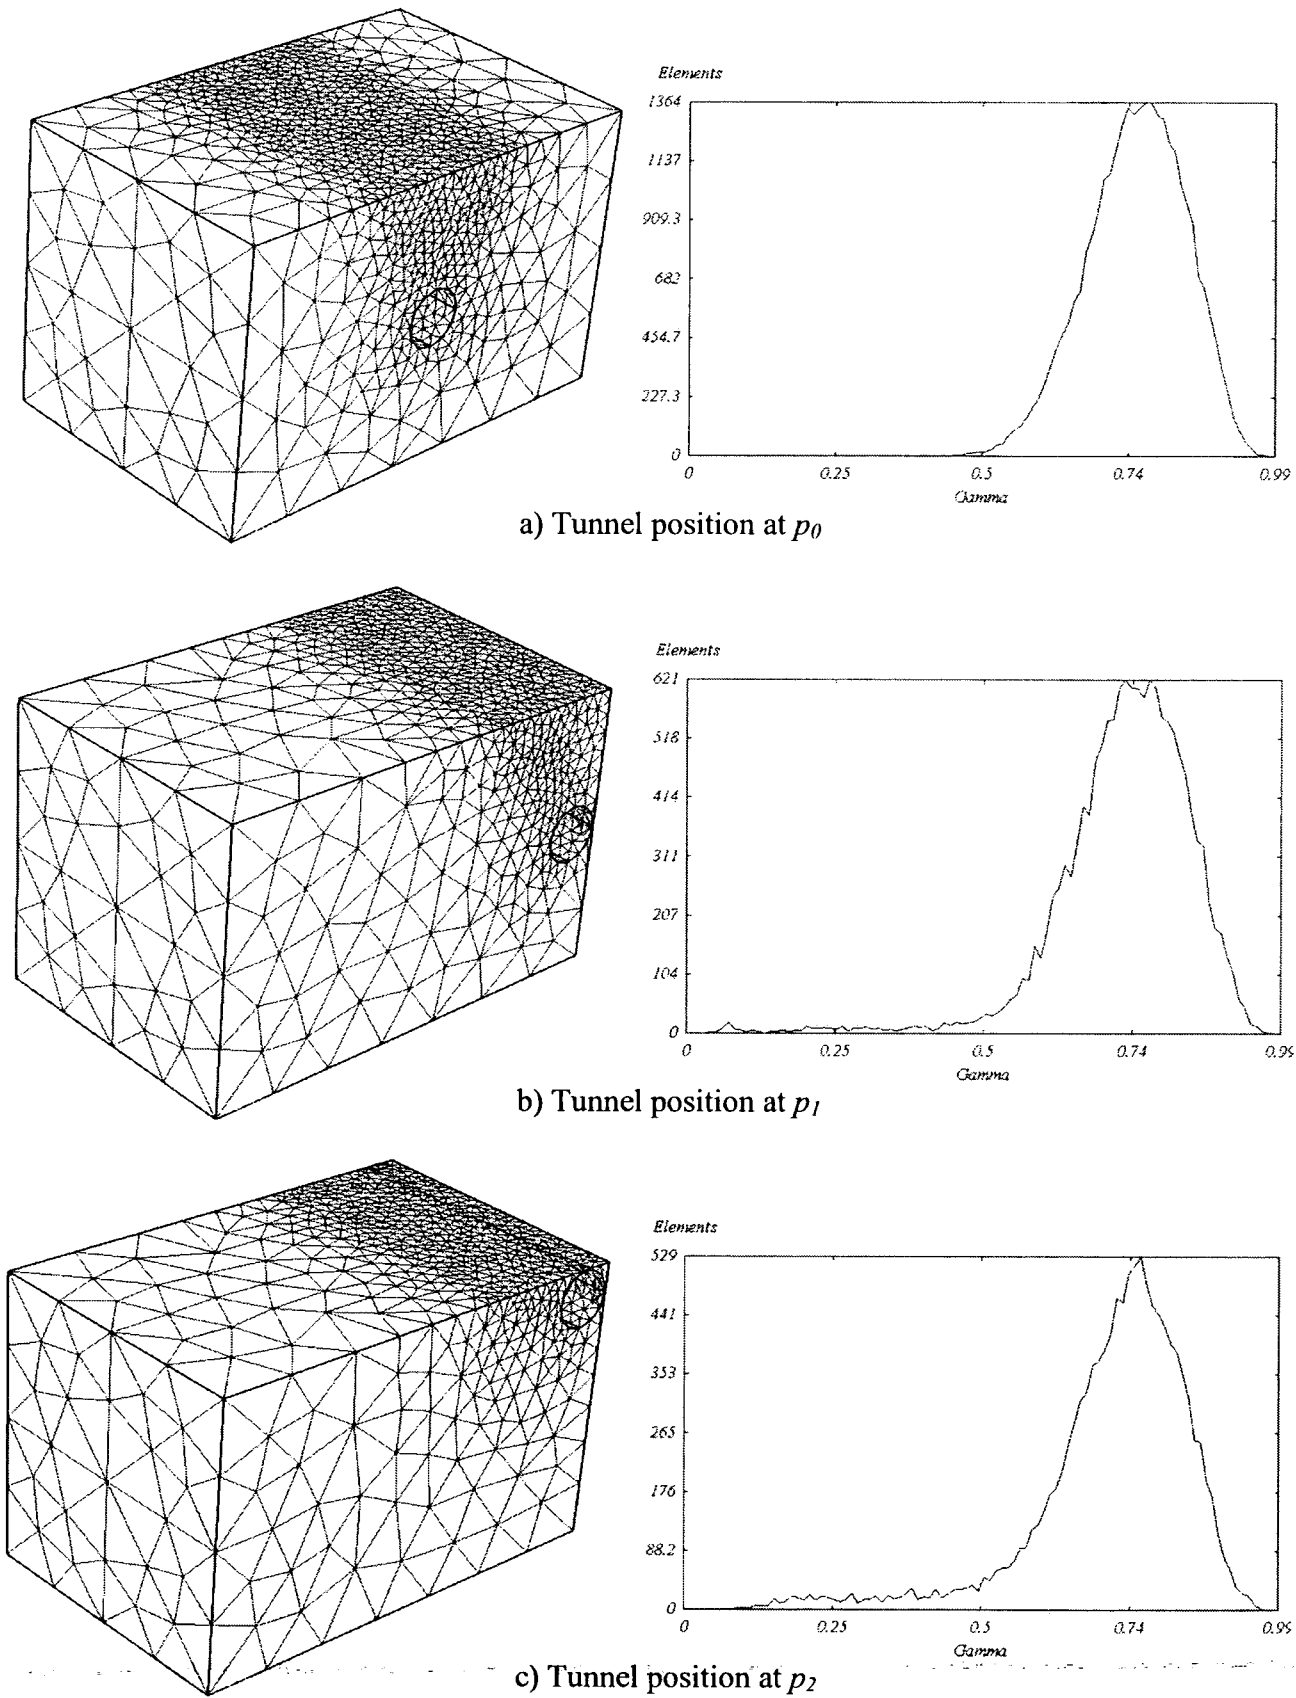 Elements
1364
1137
909.3
682
454.7
227.3
0
0 0.25 0.5 0.74 0.99
Gamma
a) Tunnel position at p0
Elements
621
518
414
311
207
104
0
0 0.25 0.5 0.74 0.99
Gamma
b) Tunnel position at p1
Elements
529
441
353
265
176
88.2
0
0 0.25 0.5 0.74 0.99
Gamma
c) Tunnel position at p2